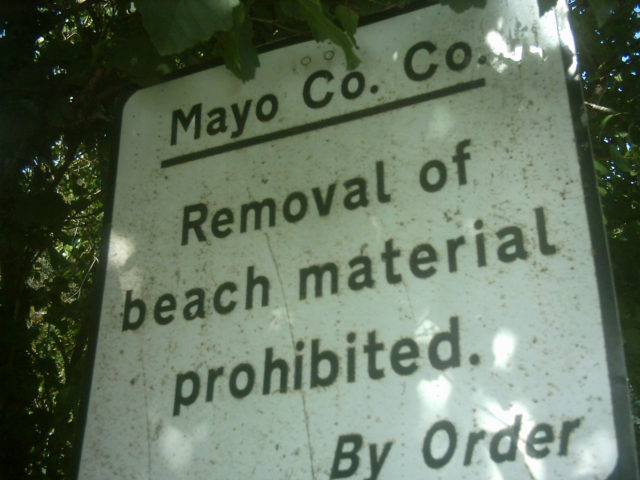 Mayo Co. Co.
Removal of
beach material
prohibited.
By Order